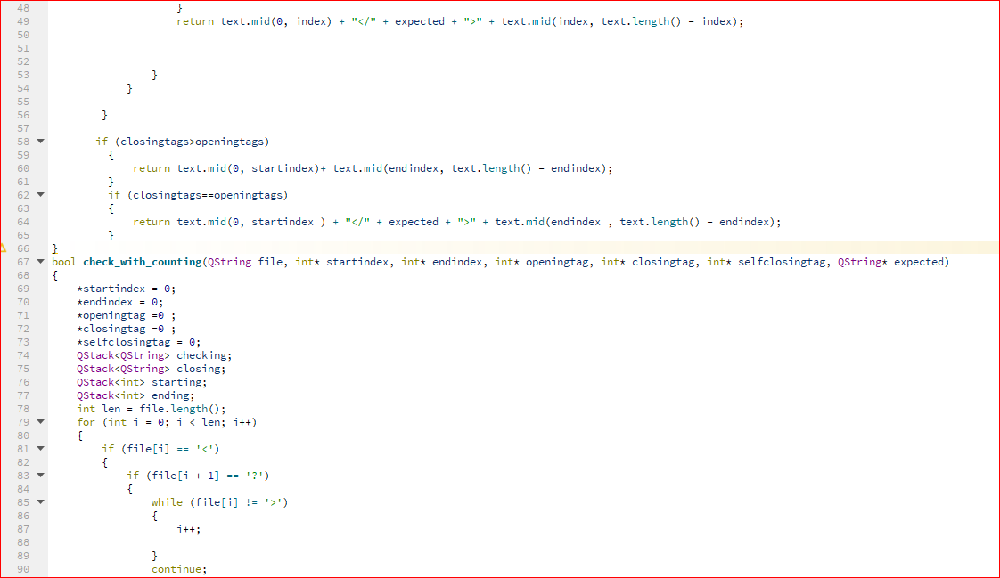 48 }
49 return text.mid(0, index) + "</" + expected + ">" + text.mid(index, text.length() - index);
50
51
52
53 }
54 }
55
56 }
57
58 if (closingtags>openingtags)
59 {
60 return text.mid(0, startindex)+ text.mid(endindex, text.length() - endindex);
61 }
62 if (closingtags==openingtags)
63 {
64 return text.mid(0, startindex ) + "</" + expected + ">" + text.mid(endindex , text.length() - endindex);
65 }
66 }
67 bool check_with_counting(QString file, int* startindex, int* endindex, int* openingtag, int* closingtag, int* selfclosingtag, QString* expected)
68 {
69 *startindex = 0;
70 *endindex = 0;
71 *openingtag =0 ;
72 *closingtag =0 ;
73 *selfclosingtag = 0;
74 QStack<QString> checking;
75 QStack<QString> closing;
76 QStack<int> starting;
77 QStack<int> ending;
78 int len = file.length();
79 for (int i = 0; i < len; i++)
80 {
81 if (file[i] == '<')
82 {
83 if (file[i + 1] == '?')
84 {
85 while (file[i] != '>')
86 {
87 i++;
88
89 }
90 continue;